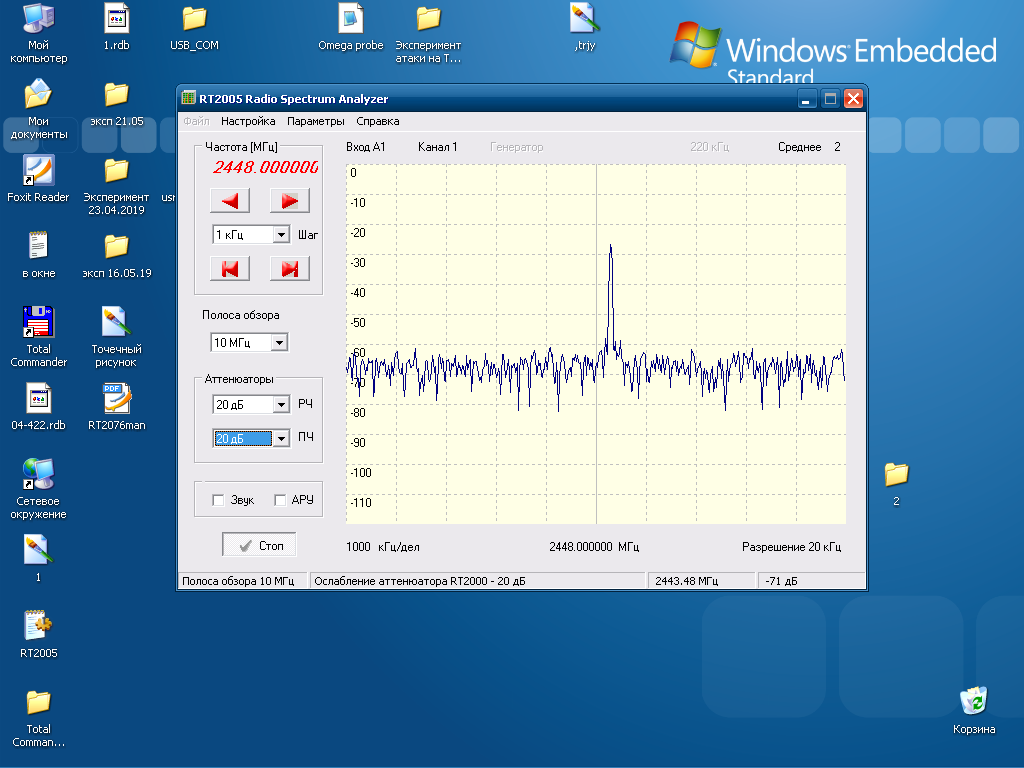 Мой
компьютер
1.rdb
USB_COM
Omega probe
Эксперимент
атаки на Т...
,trjy
Windows Embedded
Standard
Мои
документы
эксп 21.05
Foxit Reader
Эксперимент
23.04.2019
usr
в окне
эксп 16.05.19
Total
Commander
Точечный
рисунок
04-422.rdb
PDF
RT2076man
Сетевое
окружение
1
RT2005
Total
Comman...
2
Корзина
RT2005 Radio Spectrum Analyzer
Файл Настройка Параметры Справка
Частота [МГц]
2448.000000
1 кГц Шаг
Полоса обзора
10 МГц
Аттенюаторы
20 дБ РЧ
20 дБ ПЧ
Звук АРУ
Стоп
Вход A1 Канал 1 Генератор 220 кГц Среднее 2
0
-10
-20
-30
-40
-50
-60
-70
-80
-90
-100
-110
1000 кГц/дел 2448.000000 МГц Разрешение 20 кГц
Полоса обзора 10 МГц Ослабление аттенюатора RT2000 - 20 дБ 2443.48 МГц -71 дБ